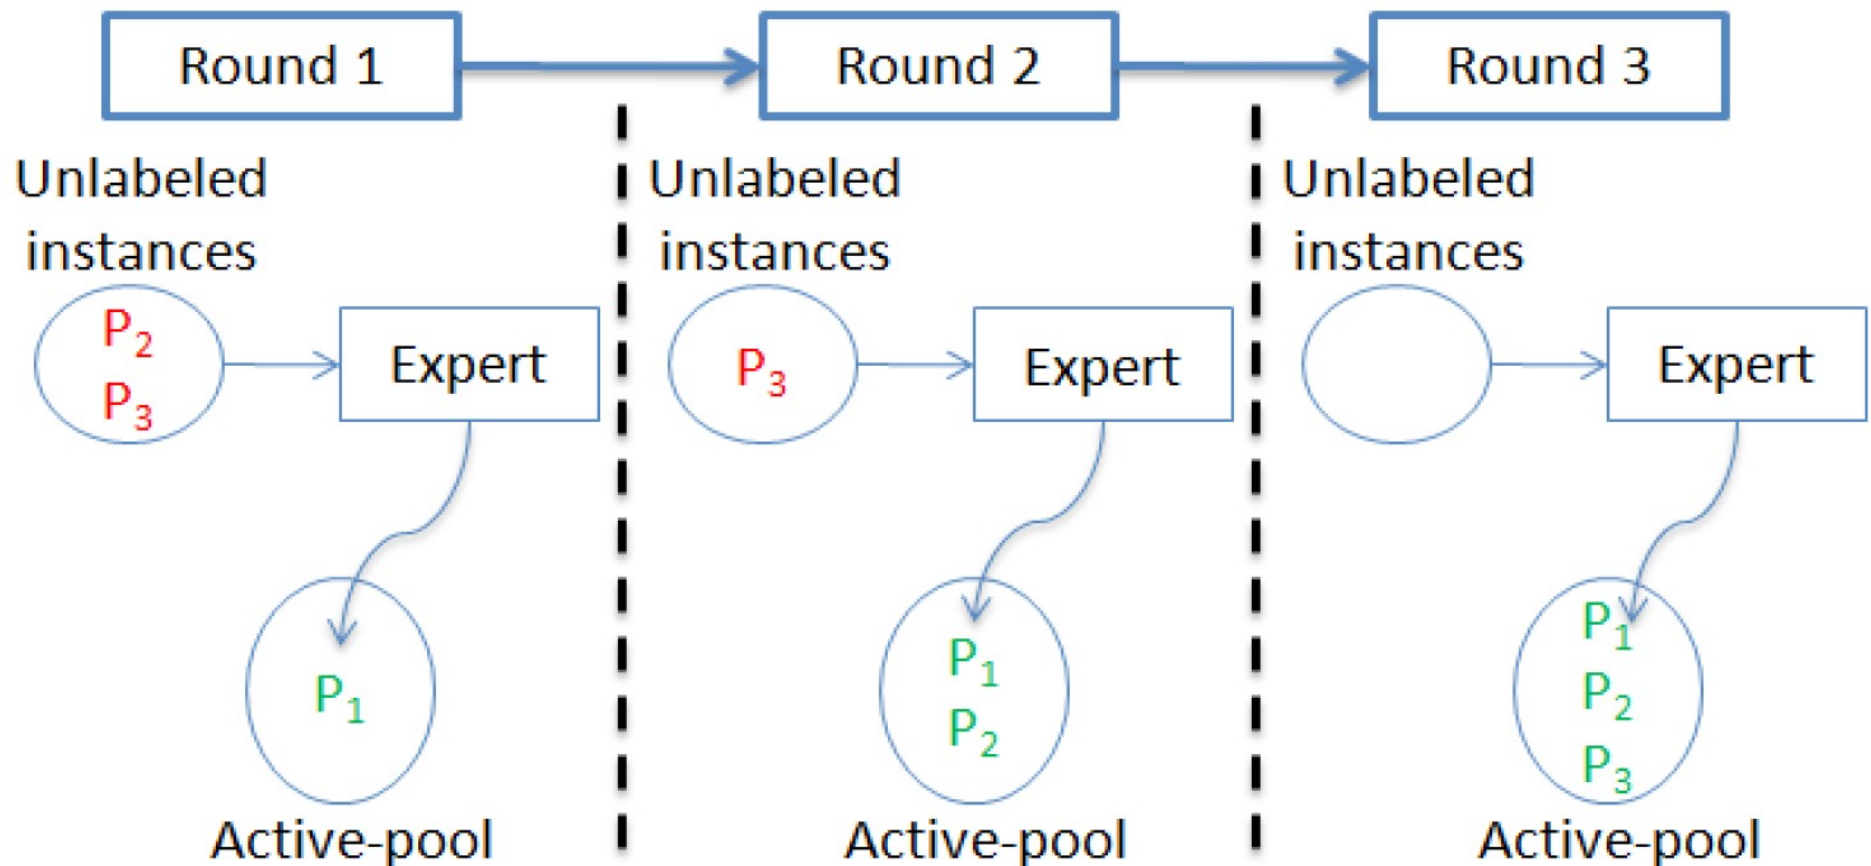 Round 1
Round 2
Round 3
Unlabeled
instances
P2
P3
Expert
P1
Active-pool
Unlabeled
instances
P3
Expert
P1
P2
Active-pool
Unlabeled
instances
Expert
P1
P2
P3
Active-pool